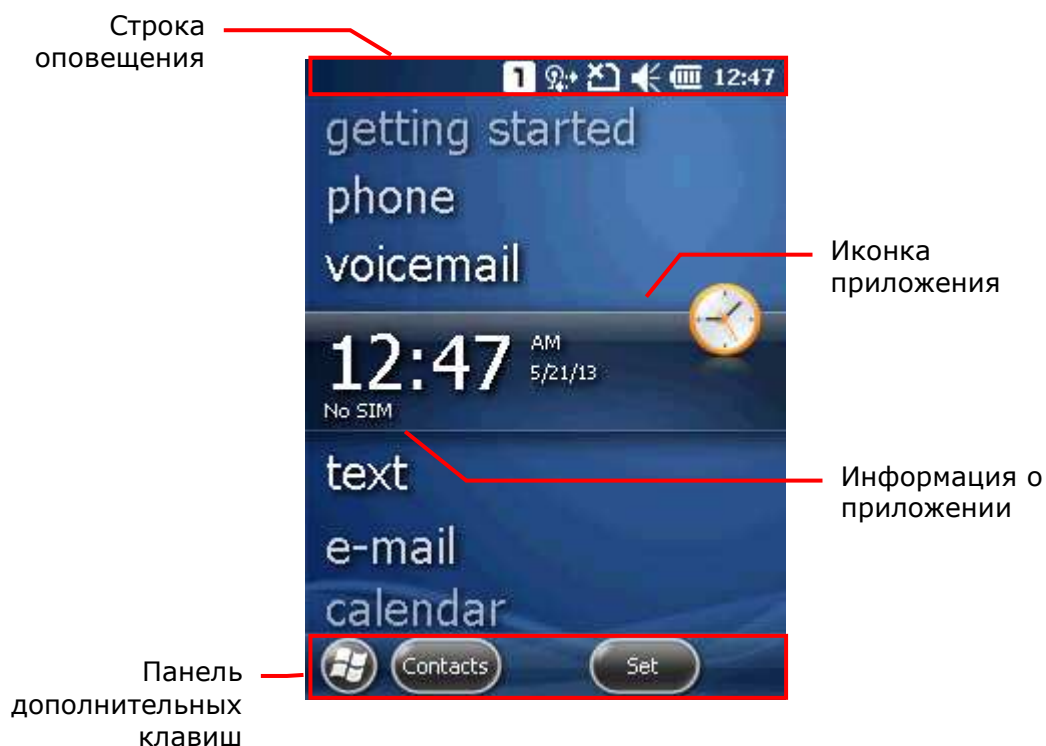 Строка
оповещения
1 12:47
getting started
phone
voicemail
Иконка
приложения
12:47 AM
5/21/13
No SIM
text
Информация о
приложении
e-mail
calendar
Contacts Set
Панель
дополнительных
клавиш